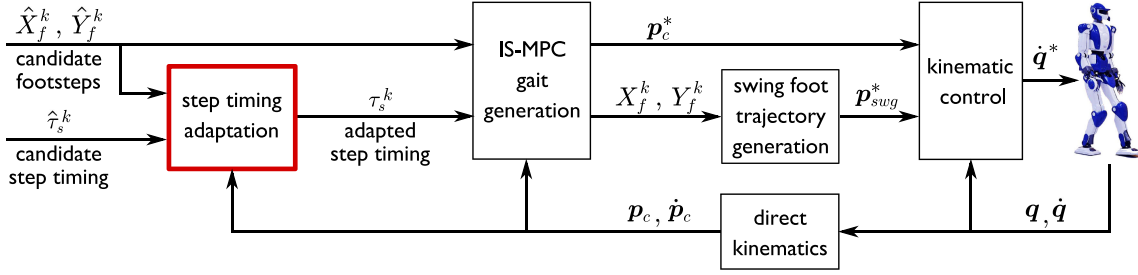 X̂_f^k , Ŷ_f^k
candidate
footsteps
τ̂_s^k
candidate
step timing
step timing
adaptation
τ_s^k
adapted
step timing
IS-MPC
gait
generation
p_c^*
X_f^k , Y_f^k
swing foot
trajectory
generation
p_swg^*
kinematic
control
q̇^*
p_c , ṗ_c
direct
kinematics
q , q̇